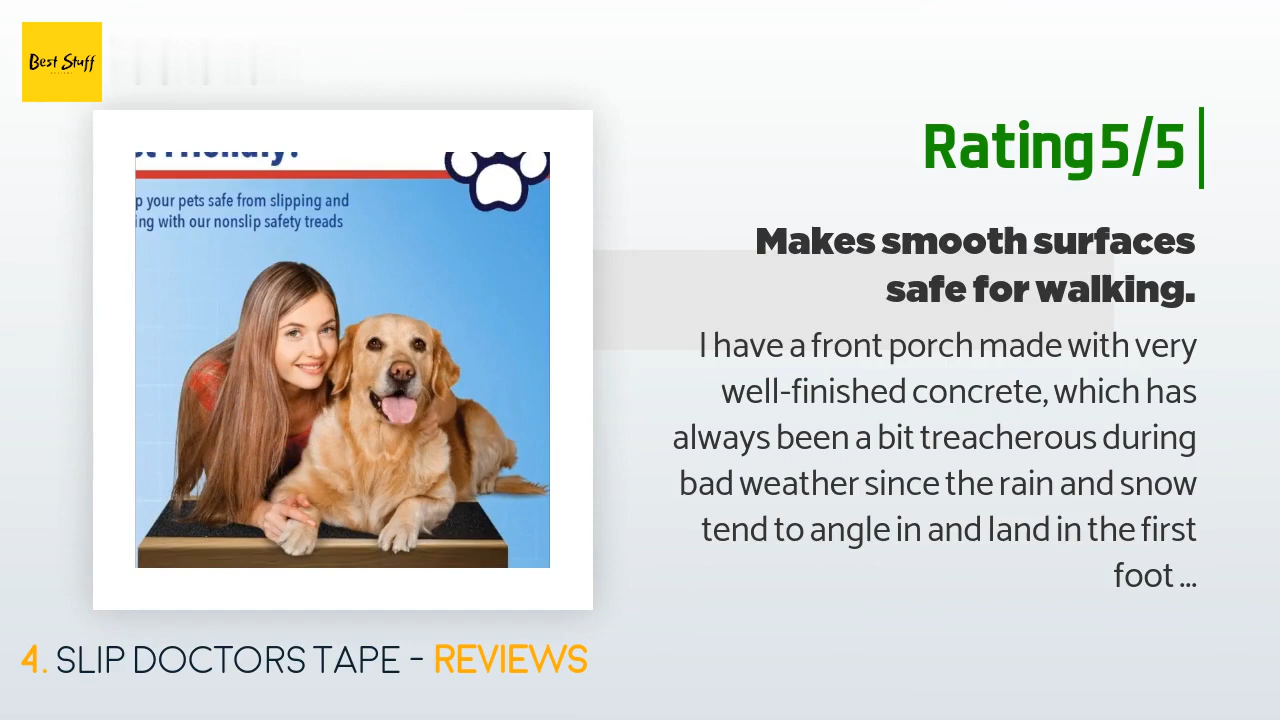 Best Stuff
Friendly!
p your pets safe from slipping and
ing with our nonslip safety treads
Rating 5/5
Makes smooth surfaces
safe for walking.
I have a front porch made with very
well-finished concrete, which has
always been a bit treacherous during
bad weather since the rain and snow
tend to angle in and land in the first
foot ...
4. SLIP DOCTORS TAPE - REVIEWS